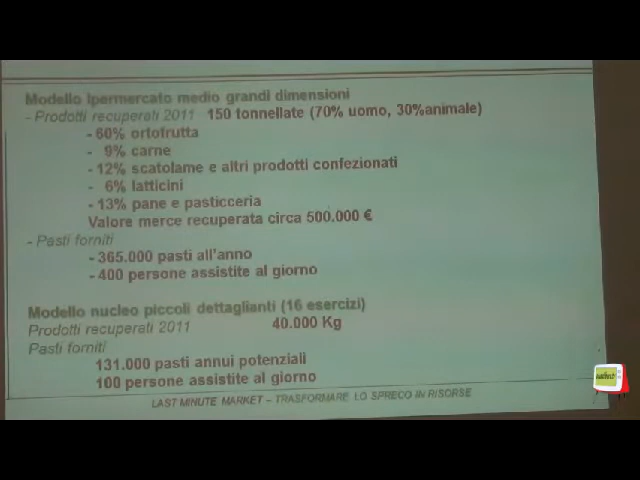 Modello Ipermercato medio grandi dimensioni
- Prodotti recuperati 2011 150 tonnellate (70% uomo, 30%animale)
- 60% ortofrutta
- 9% carne
- 12% scatolame e altri prodotti confezionati
- 6% latticini
- 13% pane e pasticceria
Valore merce recuperata circa 500.000 €
- Pasti forniti
- 365.000 pasti all'anno
- 400 persone assistite al giorno
Modello nucleo piccoli dettaglianti (16 esercizi)
Prodotti recuperati 2011 40.000 Kg
Pasti forniti
131.000 pasti annui potenziali
100 persone assistite al giorno
LAST MINUTE MARKET – TRASFORMARE LO SPRECO IN RISORSE